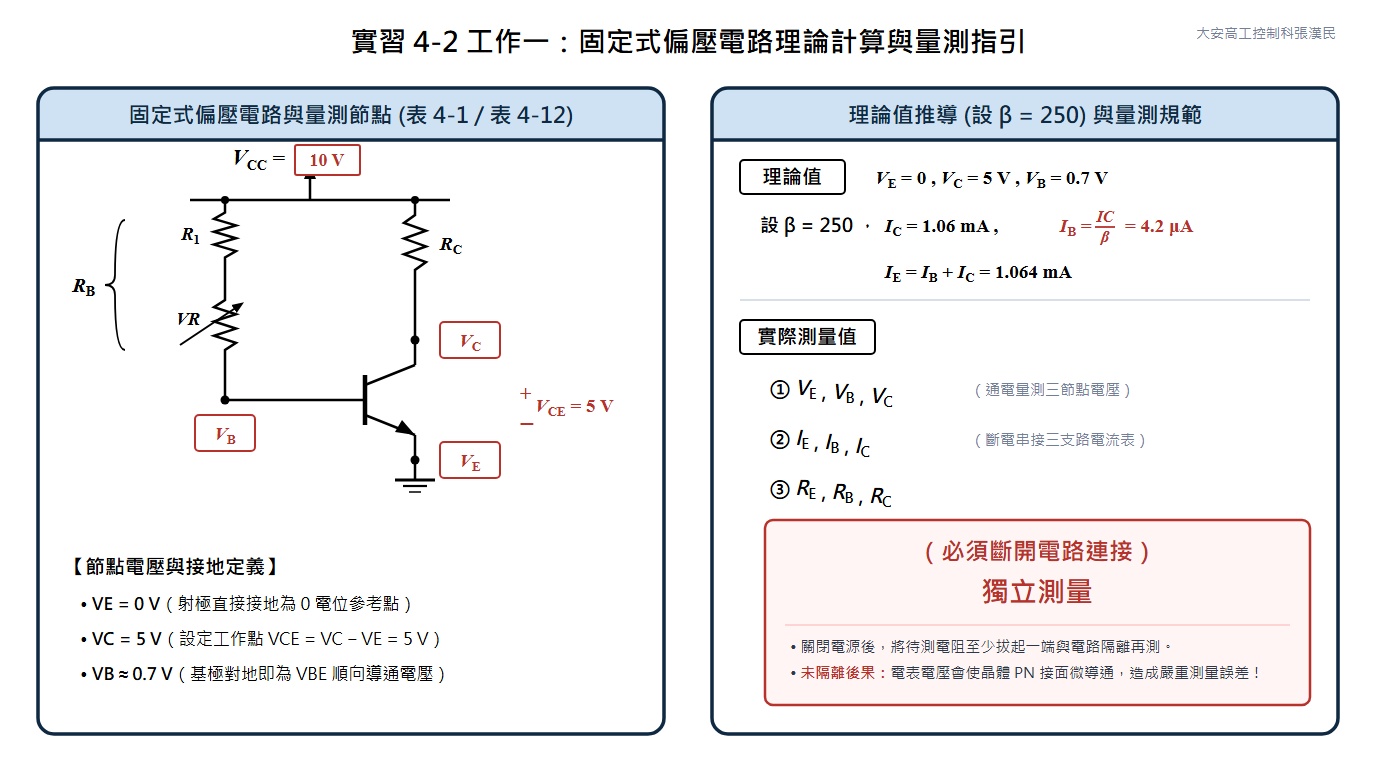 實習 4-2 工作一：固定式偏壓電路理論計算與量測指引
大安高工控制科張漢民
固定式偏壓電路與量測節點 (表 4-1 / 表 4-12)
VCC = 10 V
R1
RC
RB
VR
VC
+
VCE = 5 V
−
VB
VE
【節點電壓與接地定義】
• VE = 0 V（射極直接接地為 0 電位參考點）
• VC = 5 V（設定工作點 VCE = VC − VE = 5 V）
• VB ≈ 0.7 V（基極對地即為 VBE 順向導通電壓）
理論值推導 (設 β = 250) 與量測規範
理論值
VE = 0 , VC = 5 V , VB = 0.7 V
設 β = 250 ， IC = 1.06 mA , IB = IC/β = 4.2 μA
IE = IB + IC = 1.064 mA
實際測量值
① VE , VB , VC （通電量測三節點電壓）
② IE , IB , IC （斷電串接三支路電流表）
③ RE , RB , RC
（必須斷開電路連接）
獨立測量
• 關閉電源後，將待測電阻至少拔起一端與電路隔離再測。
• 未隔離後果：電表電壓會使晶體 PN 接面微導通，造成嚴重測量誤差！